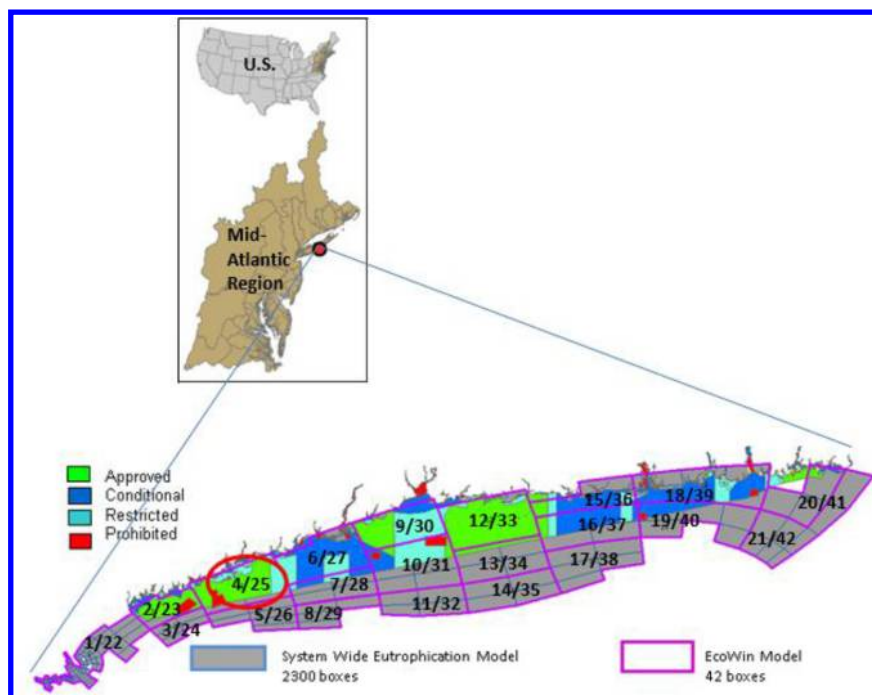 U.S.
Mid-
Atlantic
Region
Approved
Conditional
Restricted
Prohibited
15/36
18/39
20/41
9/30
12/33
16/37
19/40
21/42
6/27
10/31
13/34
17/38
4/25
7/28
14/35
2/23
5/26
8/29
11/32
3/24
1/22
System Wide Eutrophication Model
2300 boxes
EcoWin Model
42 boxes